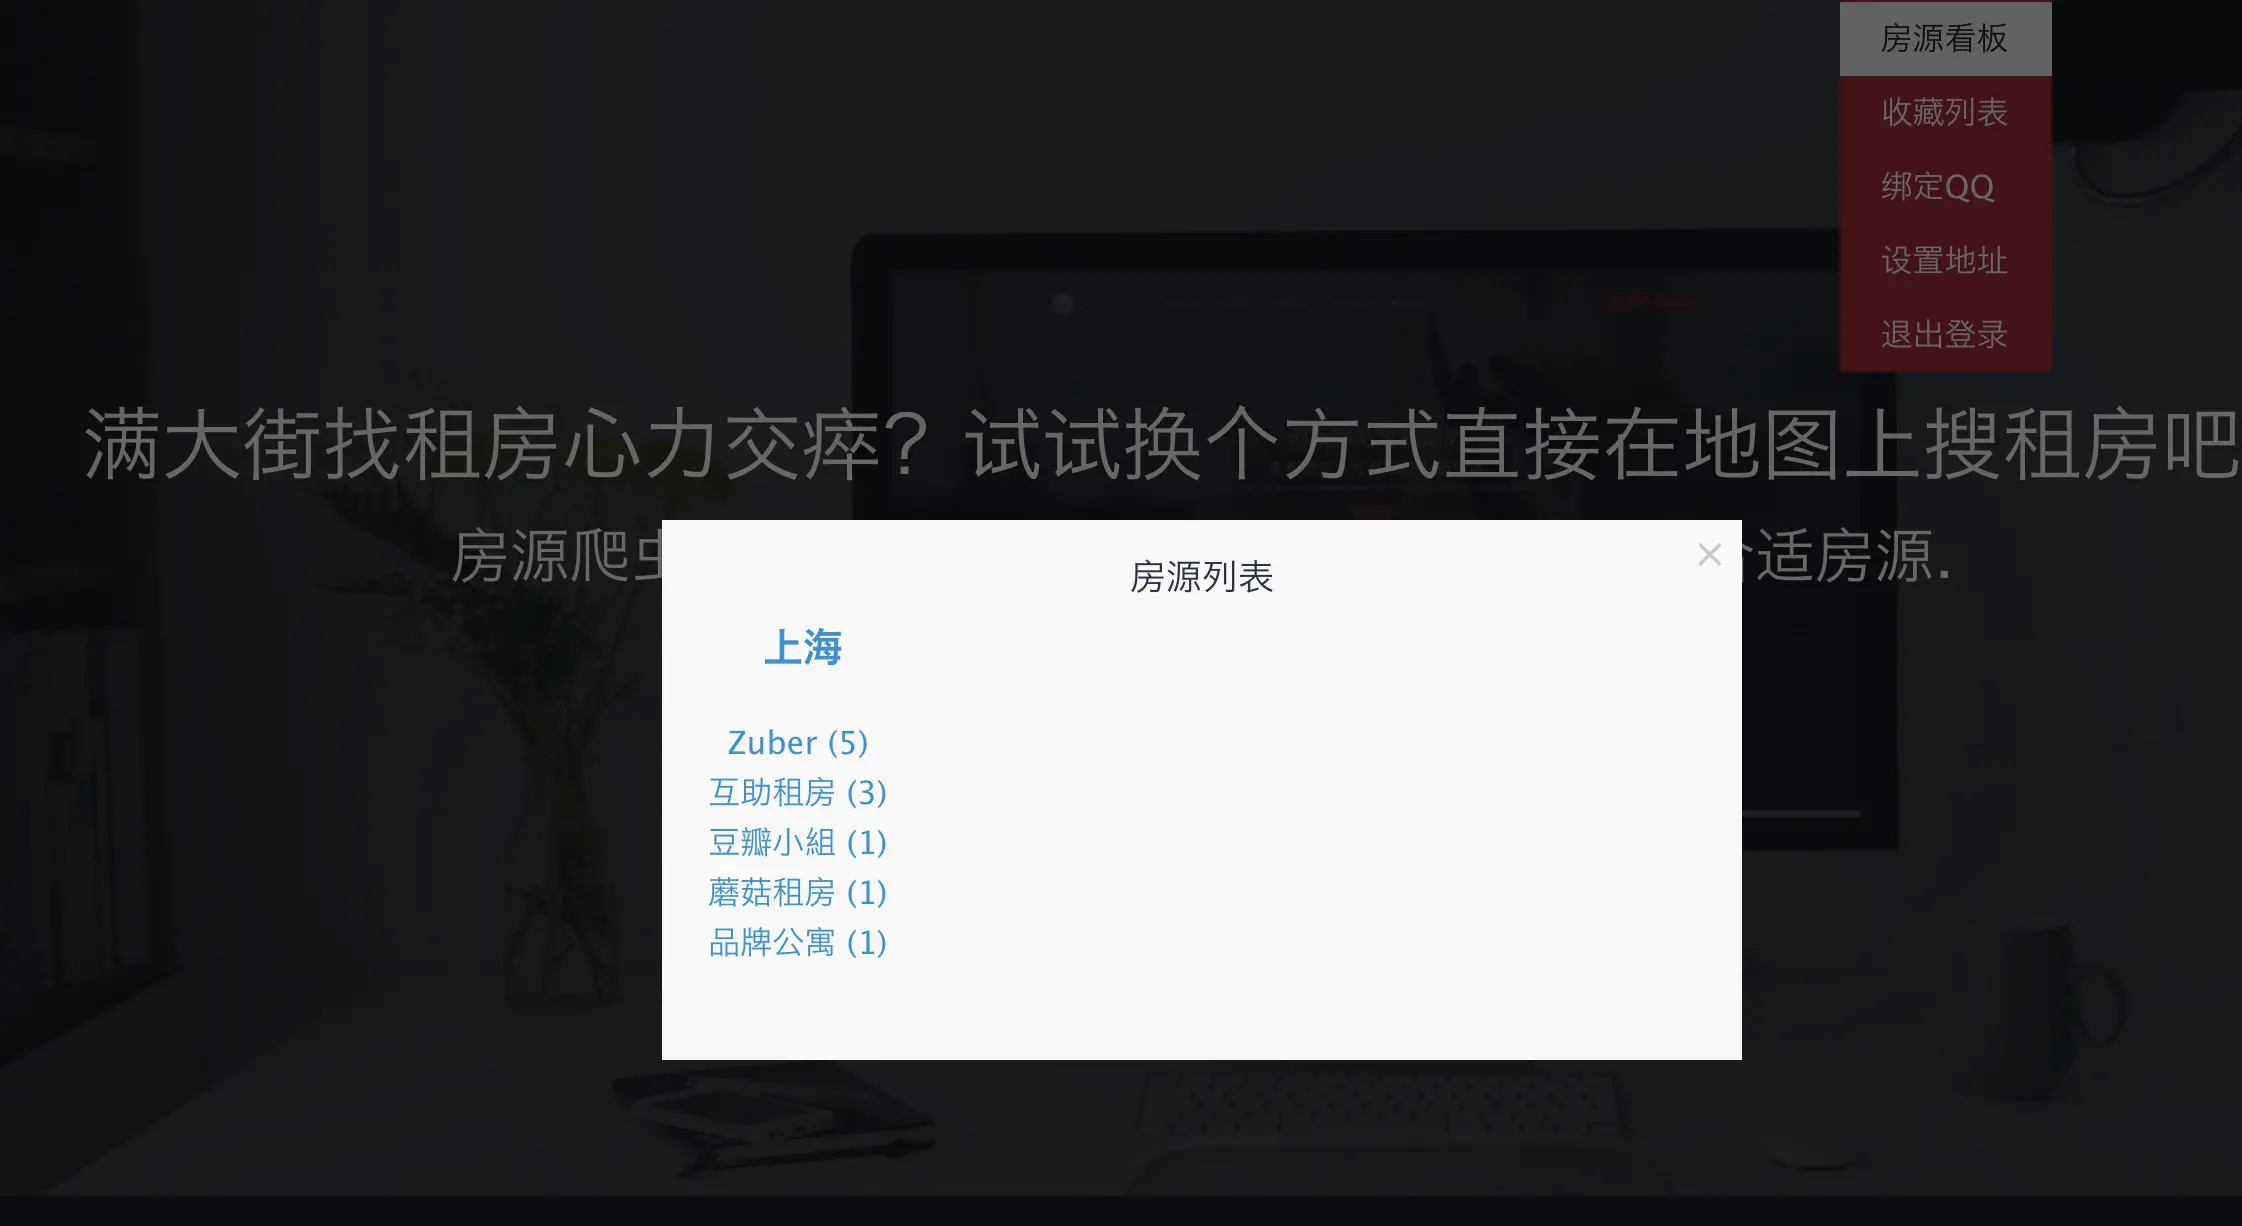 房源看板
收藏列表
绑定QQ
设置地址
退出登录
满大街找租房心力交瘁？试试换个方式直接在地图上搜租房吧
房源爬虫
适房源.
房源列表
上海
Zuber (5)
互助租房 (3)
豆瓣小組 (1)
蘑菇租房 (1)
品牌公寓 (1)